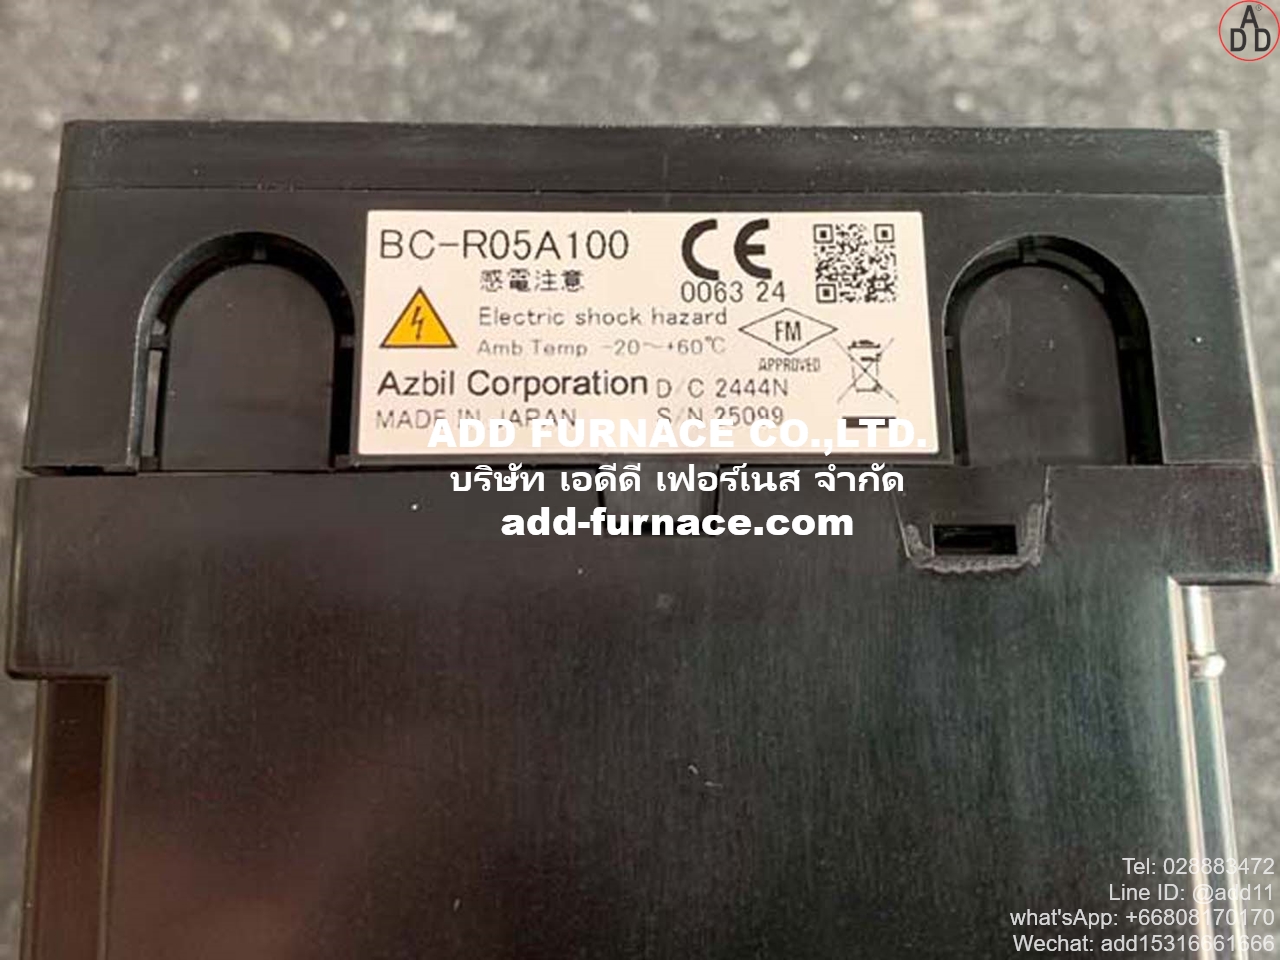 ADD®
BC-R05A100
感電注意
Electric shock hazard
Amb Temp -20～+60℃
Azbil Corporation
MADE IN JAPAN
CE
0063 24
FM
APPROVED
D/C 2444N
S/N 25099
ADD FURNACE CO.,LTD.
บริษัท เอดีดี เฟอร์เนส จำกัด
add-furnace.com
Tel: 028883472
Line ID: @add11
what'sApp: +66808170170
Wechat: add15316661666